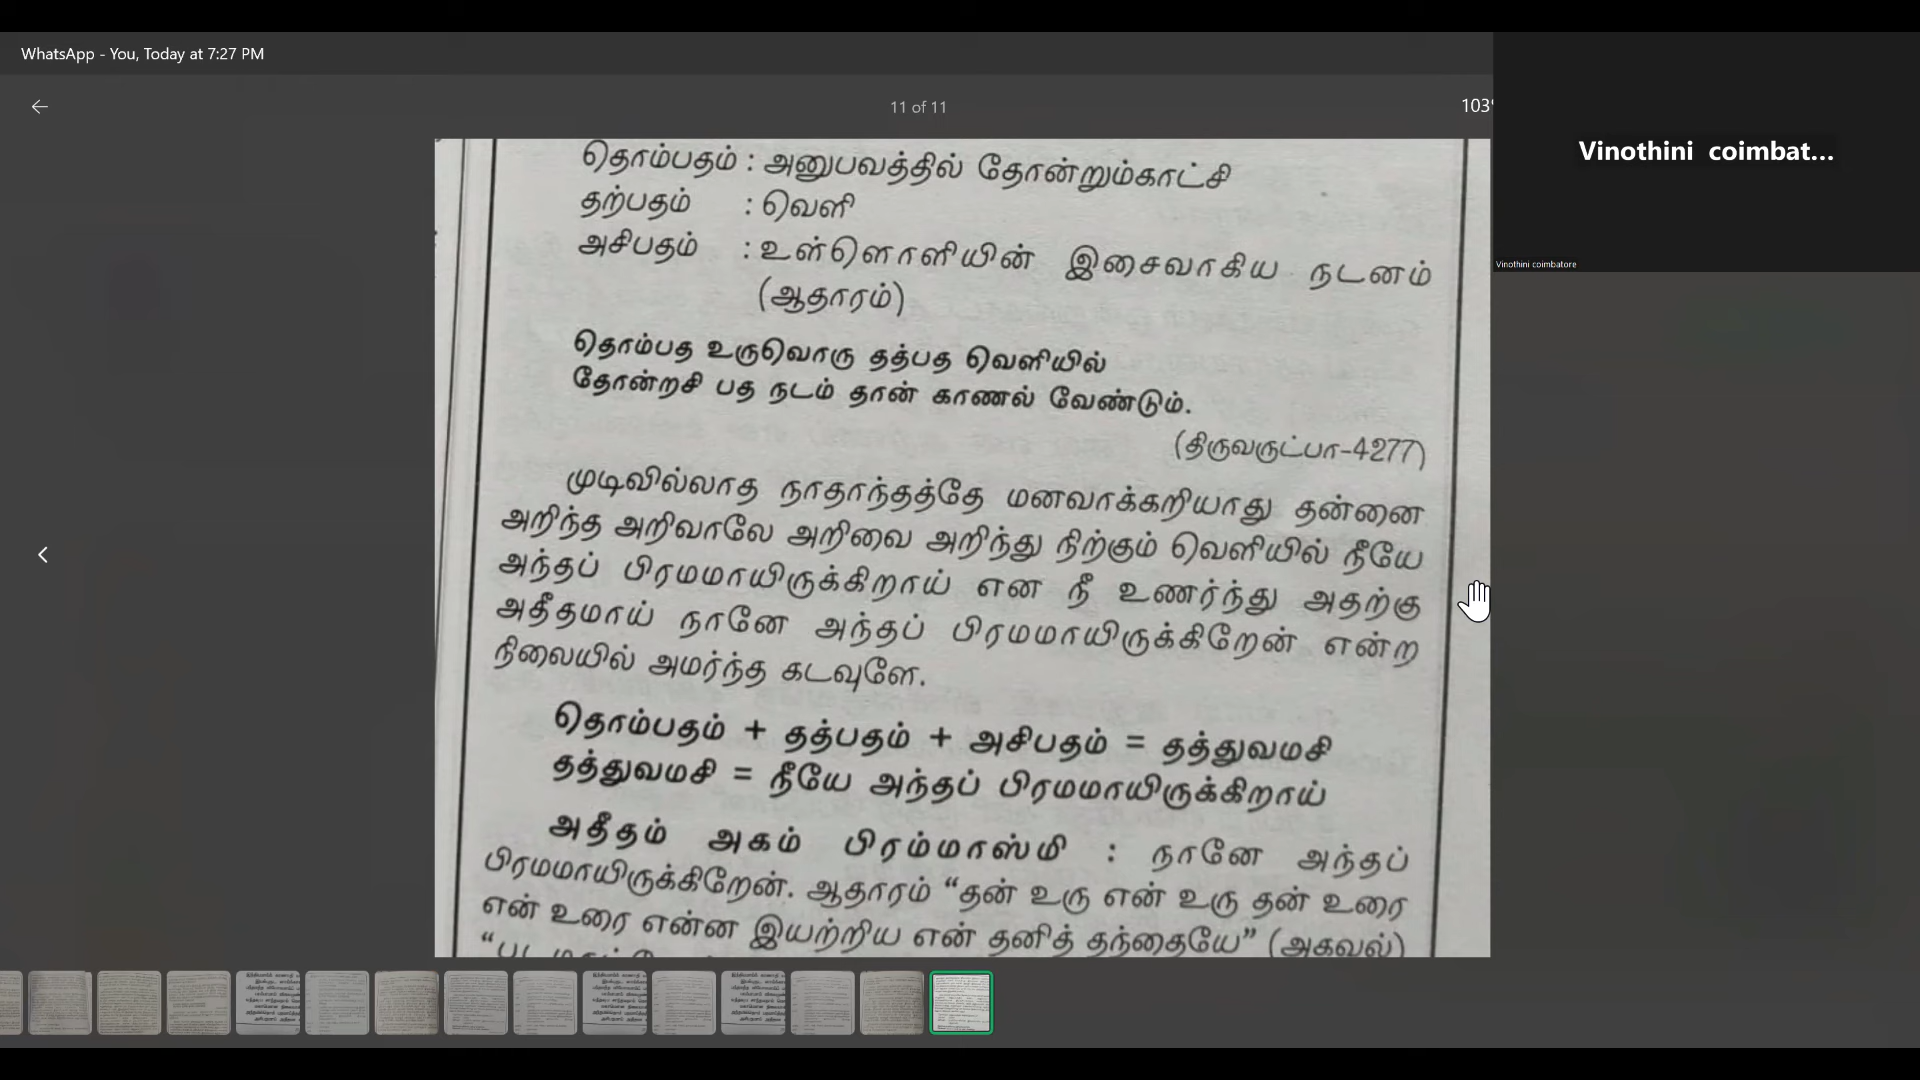 WhatsApp - You, Today at 7:27 PM
11 of 11
103
Vinothini coimbat...
Vinothini coimbatore
தொம்பதம் : அனுபவத்தில் தோன்றும்காட்சி
தற்பதம் : வெளி
அசிபதம் : உள்ளொளியின் இசைவாகிய நடனம்
(ஆதாரம்)
தொம்பத உருவொரு தத்பத வெளியில்
தோன்றசி பத நடம் தான் காணல் வேண்டும்.
(திருவருட்பா-4277)
முடிவில்லாத நாதாந்தத்தே மனவாக்கறியாது தன்னை
அறிந்த அறிவாலே அறிவை அறிந்து நிற்கும் வெளியில் நீயே
அந்தப் பிரமமாயிருக்கிறாய் என நீ உணர்ந்து அதற்கு
அதீதமாய் நானே அந்தப் பிரமமாயிருக்கிறேன் என்ற
நிலையில் அமர்ந்த கடவுளே.
தொம்பதம் + தத்பதம் + அசிபதம் = தத்துவமசி
தத்துவமசி = நீயே அந்தப் பிரமமாயிருக்கிறாய்
அதீதம் அகம் பிரம்மாஸ்மி : நானே அந்தப்
பிரமமாயிருக்கிறேன். ஆதாரம் “தன் உரு என் உரு தன் உரை
என் உரை என்ன இயற்றிய என் தனித் தந்தையே” (அகவல்)